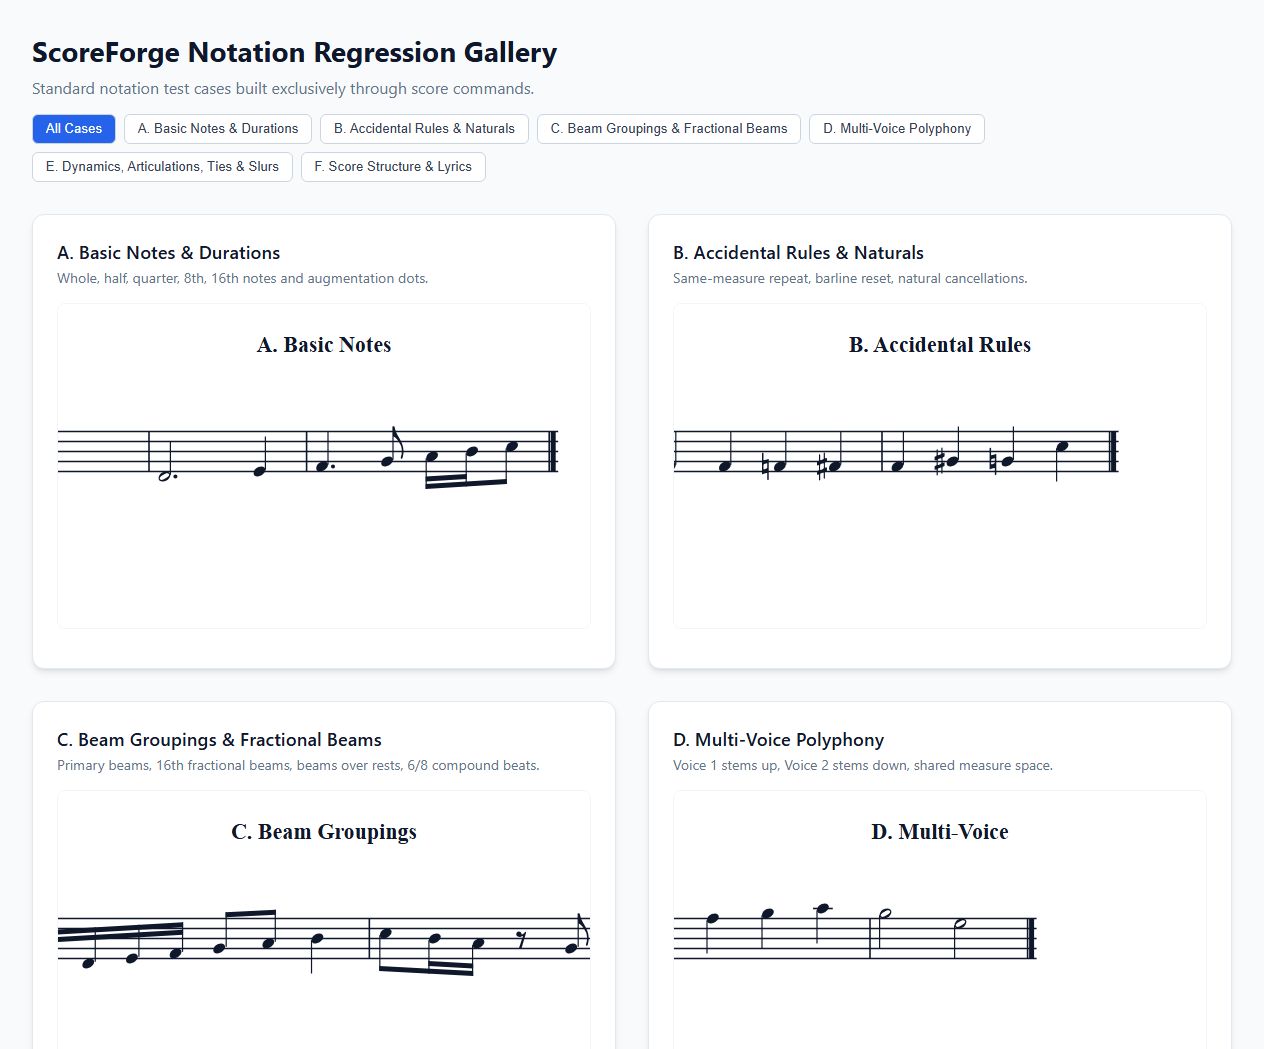 ScoreForge Notation Regression Gallery
Standard notation test cases built exclusively through score commands.
All Cases
A. Basic Notes & Durations
B. Accidental Rules & Naturals
C. Beam Groupings & Fractional Beams
D. Multi-Voice Polyphony
E. Dynamics, Articulations, Ties & Slurs
F. Score Structure & Lyrics
A. Basic Notes & Durations
Whole, half, quarter, 8th, 16th notes and augmentation dots.
A. Basic Notes
B. Accidental Rules & Naturals
Same-measure repeat, barline reset, natural cancellations.
B. Accidental Rules
C. Beam Groupings & Fractional Beams
Primary beams, 16th fractional beams, beams over rests, 6/8 compound beats.
C. Beam Groupings
D. Multi-Voice Polyphony
Voice 1 stems up, Voice 2 stems down, shared measure space.
D. Multi-Voice